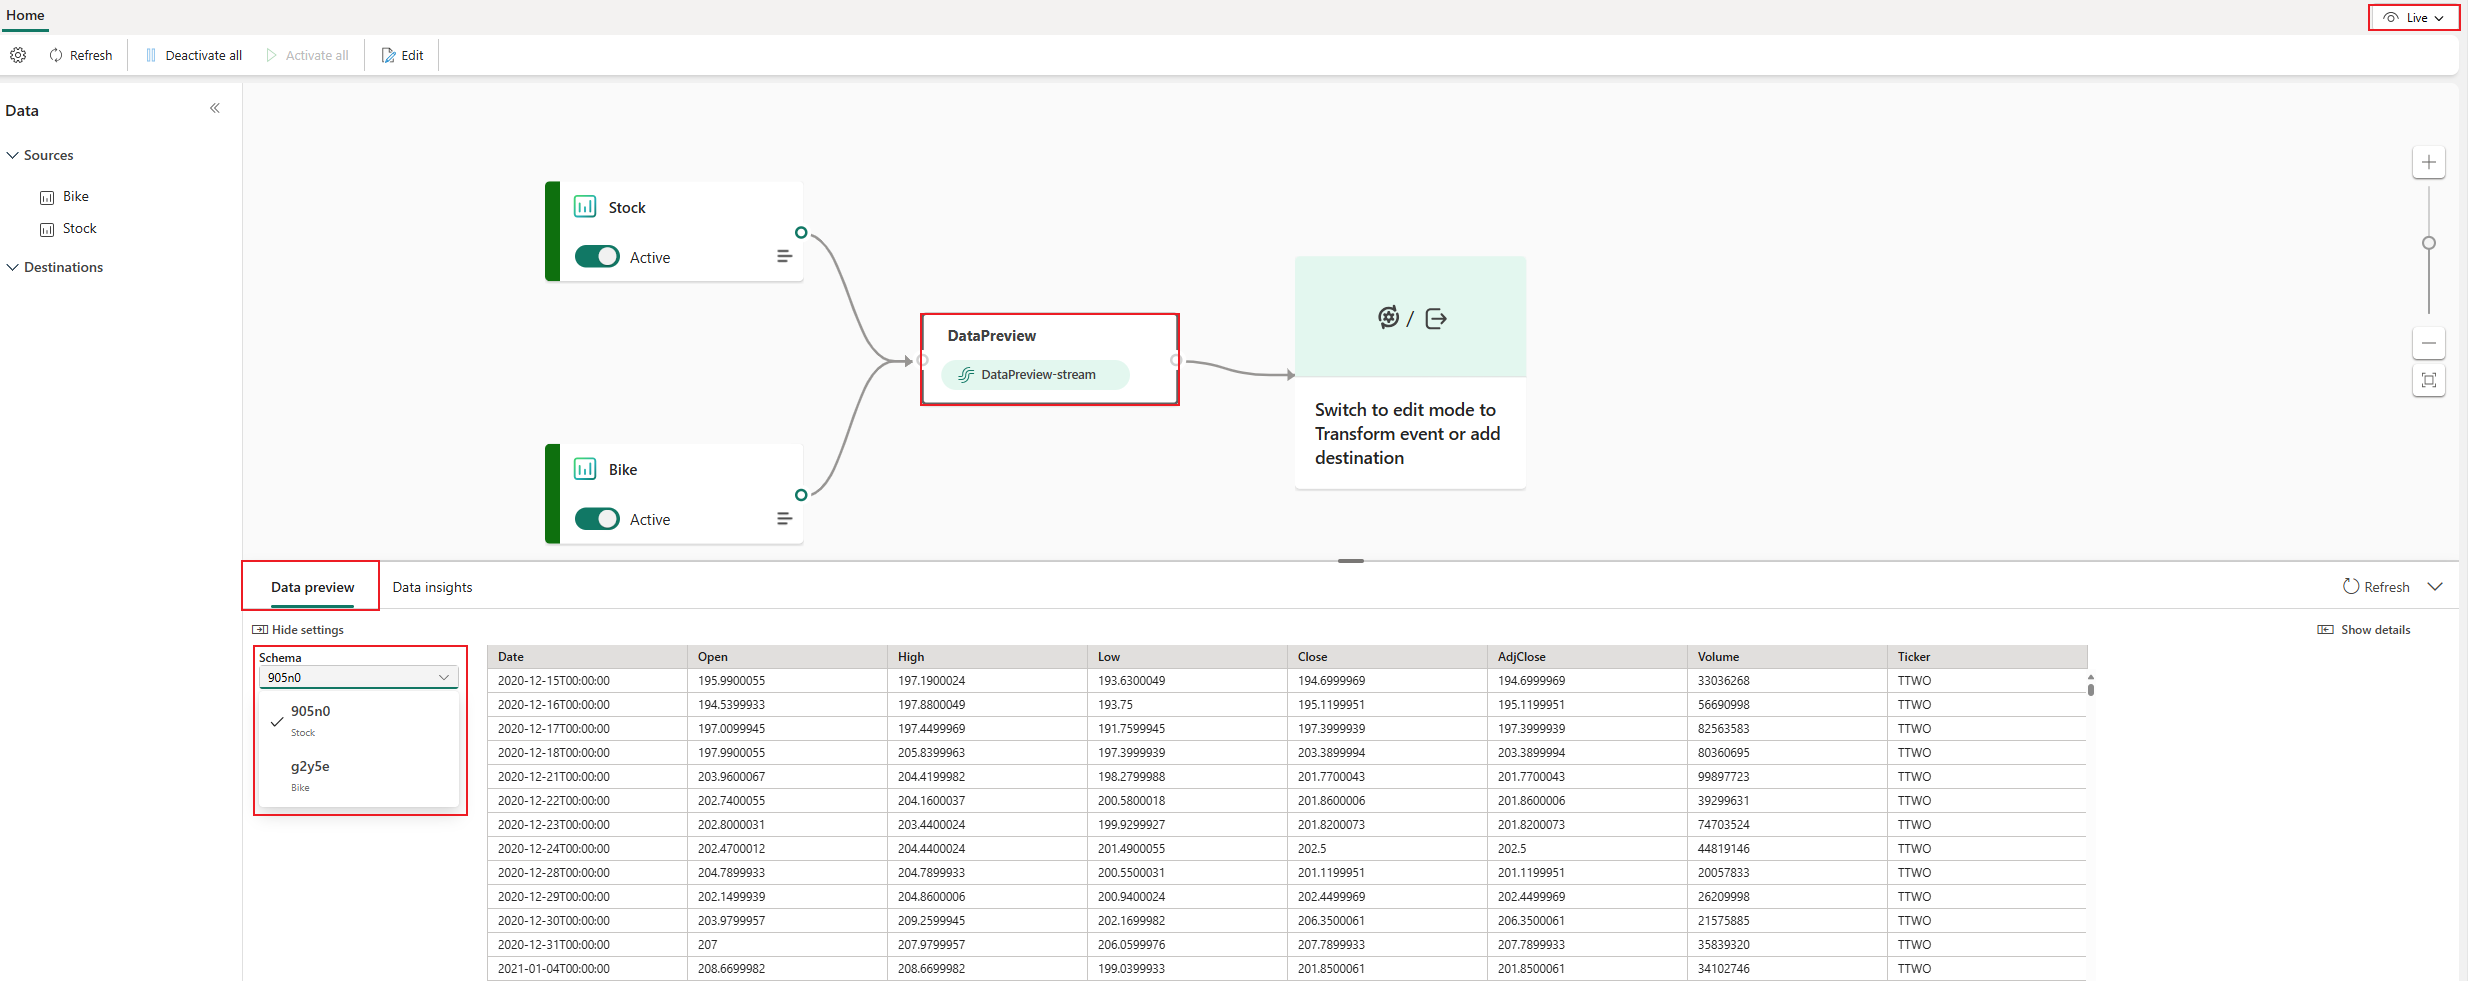 Home
Live
Refresh
Deactivate all
Activate all
Edit
Data
Sources
Bike
Stock
Destinations
Stock
Active
DataPreview
DataPreview-stream
/
Switch to edit mode to
Transform event or add
destination
Bike
Active
Data preview
Data insights
Refresh
Hide settings
Show details
Schema
905n0
905n0
Stock
g2y5e
Bike
Date Open High Low Close AdjClose Volume Ticker
2020-12-15T00:00:00 195.9900055 197.1900024 193.6300049 194.6999969 194.6999969 33036268 TTWO
2020-12-16T00:00:00 194.5399933 197.8800049 193.75 195.1199951 195.1199951 56690998 TTWO
2020-12-17T00:00:00 197.0099945 197.4499969 191.7599945 197.3999939 197.3999939 82563583 TTWO
2020-12-18T00:00:00 197.9900055 205.8399963 197.3999939 203.3899994 203.3899994 80360695 TTWO
2020-12-21T00:00:00 203.9600067 204.4199982 198.2799988 201.7700043 201.7700043 99897723 TTWO
2020-12-22T00:00:00 202.7400055 204.1600037 200.5800018 201.8600006 201.8600006 39299631 TTWO
2020-12-23T00:00:00 202.8000031 203.4400024 199.9299927 201.8200073 201.8200073 74703524 TTWO
2020-12-24T00:00:00 202.4700012 204.4400024 201.4900055 202.5 202.5 44819146 TTWO
2020-12-28T00:00:00 204.7899933 204.7899933 200.5500031 201.1199951 201.1199951 20057833 TTWO
2020-12-29T00:00:00 202.1499939 204.8600006 200.9400024 202.4499969 202.4499969 26209998 TTWO
2020-12-30T00:00:00 203.9799957 209.2599945 202.1699982 206.3500061 206.3500061 21575885 TTWO
2020-12-31T00:00:00 207 207.9799957 206.0599976 207.7899933 207.7899933 35839320 TTWO
2021-01-04T00:00:00 208.6699982 208.6699982 199.0399933 201.8500061 201.8500061 34102746 TTWO